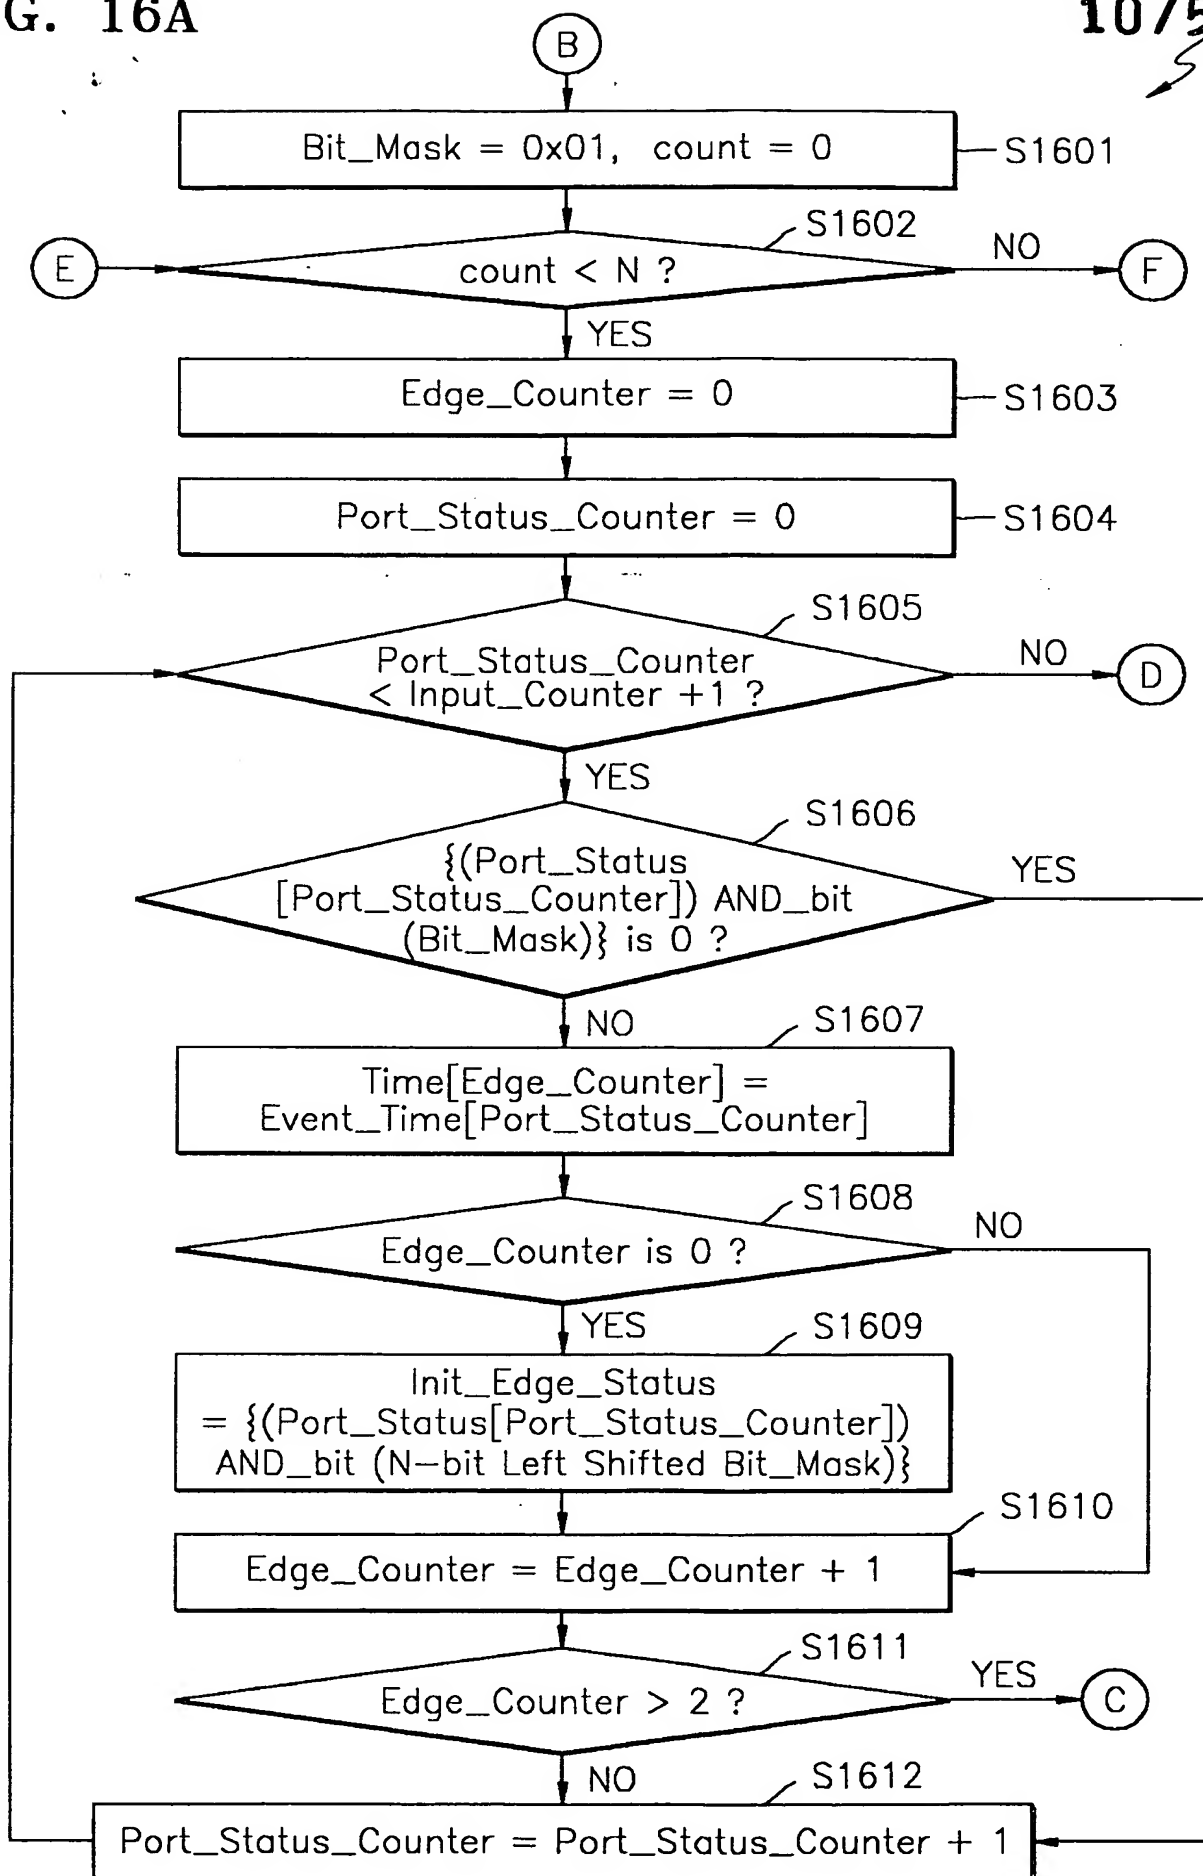 G. 16A
1075
B
Bit_Mask = 0x01, count = 0
S1601
S1602
E
count < N ?
NO
F
YES
Edge_Counter = 0
S1603
Port_Status_Counter = 0
S1604
S1605
Port_Status_Counter
< Input_Counter +1 ?
NO
D
YES
S1606
{(Port_Status
[Port_Status_Counter]) AND_bit
(Bit_Mask)} is 0 ?
YES
NO
S1607
Time[Edge_Counter] =
Event_Time[Port_Status_Counter]
S1608
Edge_Counter is 0 ?
NO
YES
S1609
Init_Edge_Status
= {(Port_Status[Port_Status_Counter])
AND_bit (N-bit Left Shifted Bit_Mask)}
S1610
Edge_Counter = Edge_Counter + 1
S1611
Edge_Counter > 2 ?
YES
C
NO
S1612
Port_Status_Counter = Port_Status_Counter + 1